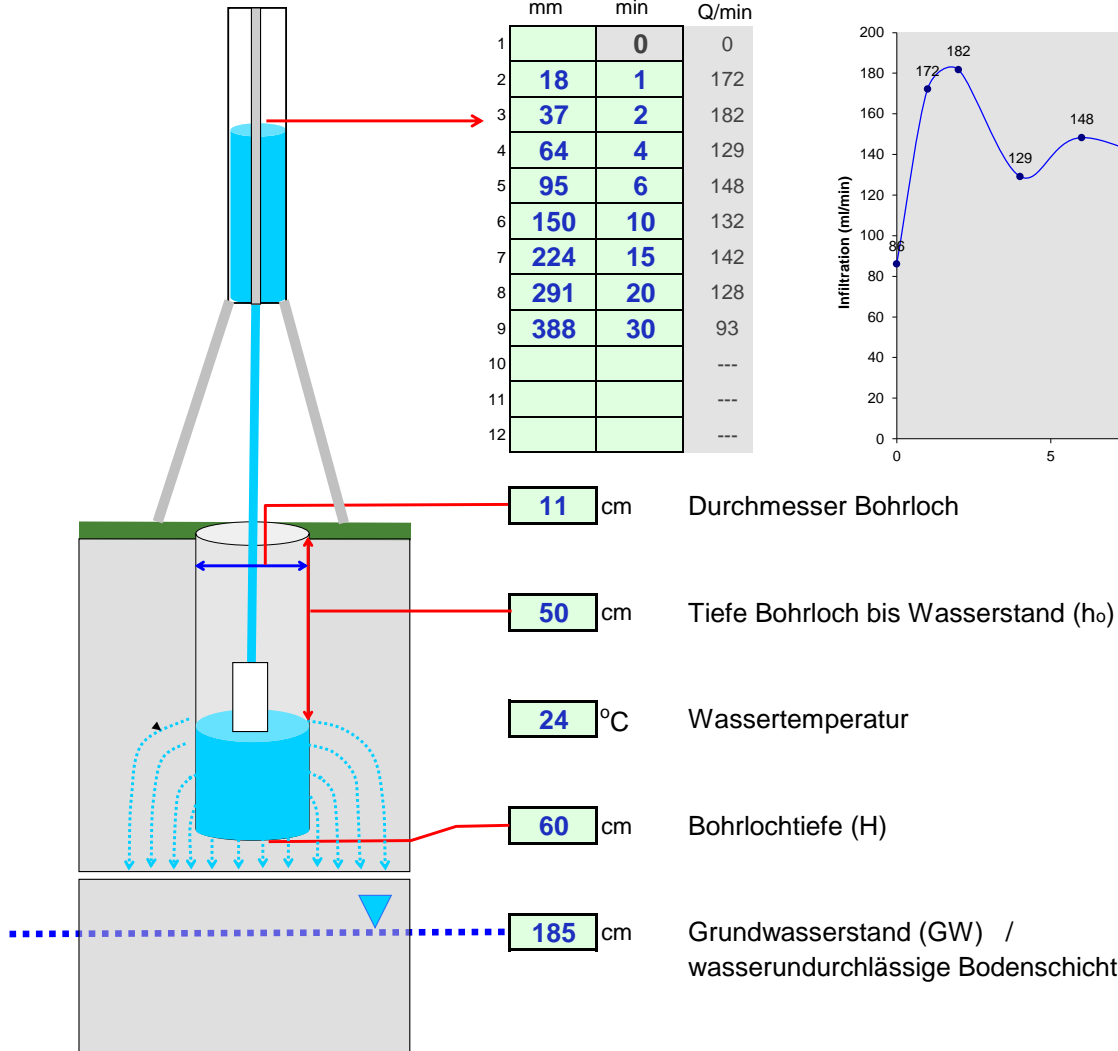 mm min Q/min
1 0 0
2 18 1 172
3 37 2 182
4 64 4 129
5 95 6 148
6 150 10 132
7 224 15 142
8 291 20 128
9 388 30 93
10 ---
11 ---
12 ---
Infiltration (ml/min)
200
180
160
140
120
100
80
60
40
20
0
0 5
86
172
182
129
148
11 cm Durchmesser Bohrloch
50 cm Tiefe Bohrloch bis Wasserstand (ho)
24 °C Wassertemperatur
60 cm Bohrlochtiefe (H)
185 cm Grundwasserstand (GW) /
wasserundurchlässige Bodenschicht